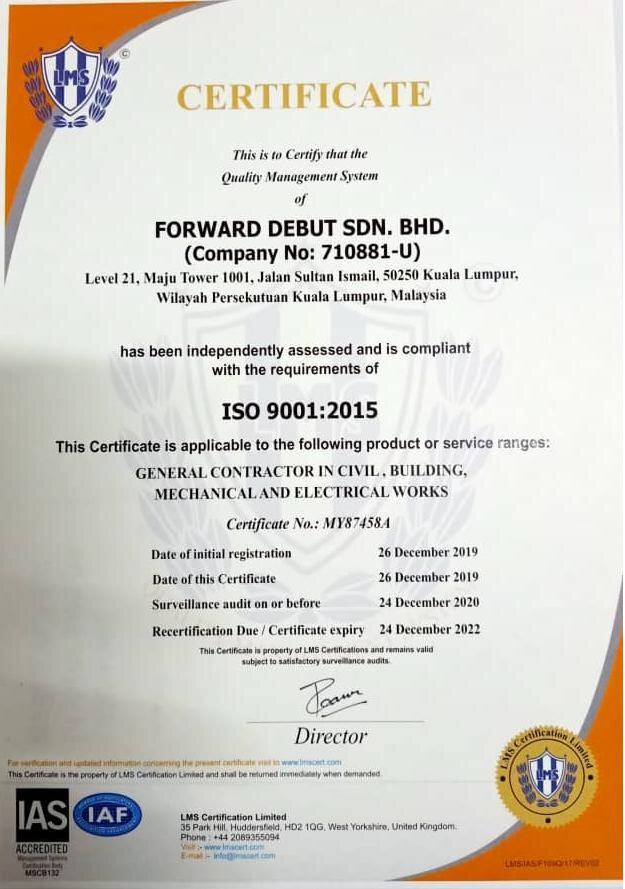 LMS
©
CERTIFICATE
This is to Certify that the
Quality Management System
of
FORWARD DEBUT SDN. BHD.
(Company No: 710881-U)
Level 21, Maju Tower 1001, Jalan Sultan Ismail, 50250 Kuala Lumpur,
Wilayah Persekutuan Kuala Lumpur, Malaysia
has been independently assessed and is compliant
with the requirements of
ISO 9001:2015
This Certificate is applicable to the following product or service ranges:
GENERAL CONTRACTOR IN CIVIL, BUILDING,
MECHANICAL AND ELECTRICAL WORKS
Certificate No.: MY87458A
Date of initial registration 26 December 2019
Date of this Certificate 26 December 2019
Surveillance audit on or before 24 December 2020
Recertification Due / Certificate expiry 24 December 2022
This Certificate is property of LMS Certifications and remains valid
subject to satisfactory surveillance audits.
Director
For verification and updated information concerning the present certificate visit to www.lmscert.com
This Certificate is the property of LMS Certification Limited and shall be returned immediately when demanded.
LMS Certification Limited
LMS
IAS
ACCREDITED
Management Systems
Certification Body
MSCB132
IAF
LMS Certification Limited
35 Park Hill, Huddersfield, HD2 1QG, West Yorkshire, United Kingdom.
Phone : +44 2089355094
Visit :- www.lmscert.com
E-mail :- info@lmscert.com
LMS/IAS/F109Q/17/REV02